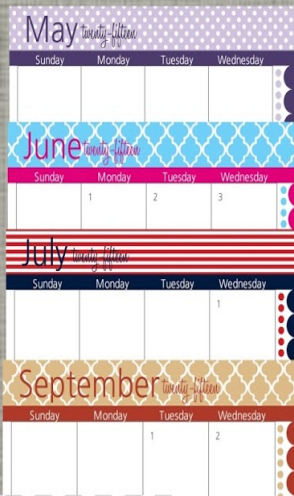 May twenty-fifteen
Sunday Monday Tuesday Wednesday
June twenty-fifteen
Sunday Monday Tuesday Wednesday
1 2 3
July twenty-fifteen
Sunday Monday Tuesday Wednesday
1
September twenty-fifteen
Sunday Monday Tuesday Wednesday
1 2